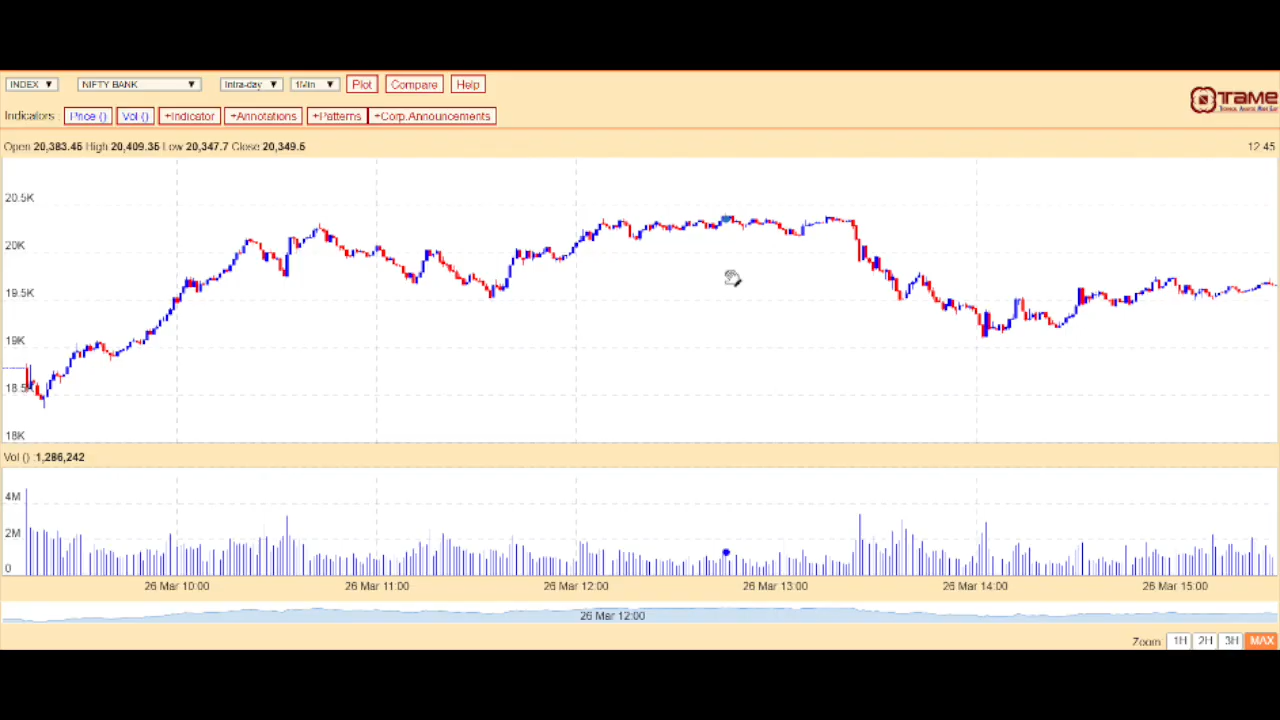 INDEX ▼ NIFTY BANK ▼ Intra-day ▼ 1Min ▼ Plot Compare Help
Indicators : Price () Vol () +Indicator +Annotations +Patterns +Corp.Announcements
TAME
Open 20,383.45 High 20,409.35 Low 20,347.7 Close 20,349.5 12:45
20.5K
20K
19.5K
19K
18.5K
18K
Vol () :1,286,242
4M
2M
0
26 Mar 10:00 26 Mar 11:00 26 Mar 12:00 26 Mar 13:00 26 Mar 14:00 26 Mar 15:00
26 Mar 12:00
Zoom: 1H 2H 3H MAX